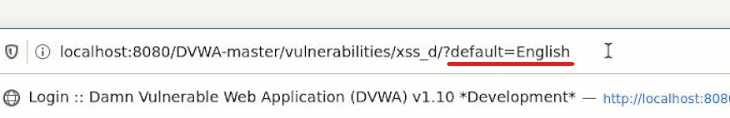 localhost:8080/DVWA-master/vulnerabilities/xss_d/?default=English
Login :: Damn Vulnerable Web Application (DVWA) v1.10 *Development* — http://localhost:808